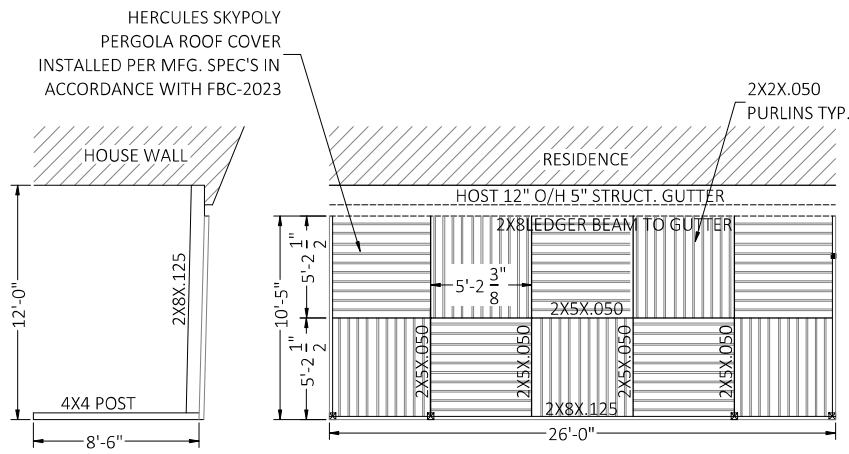 HERCULES SKYPOLY
PERGOLA ROOF COVER
INSTALLED PER MFG. SPEC'S IN
ACCORDANCE WITH FBC-2023
2X2X.050
PURLINS TYP.
HOUSE WALL
RESIDENCE
HOST 12" O/H 5" STRUCT. GUTTER
2X8LEDGER BEAM TO GUTTER
12'-0"
2X8X.125
4X4 POST
8'-6"
10'-5"
5'-2 1/2"
5'-2 1/2"
5'-2 3/8"
2X5X.050
2X5X.050
2X5X.050
2X5X.050
2X8X.125
26'-0"